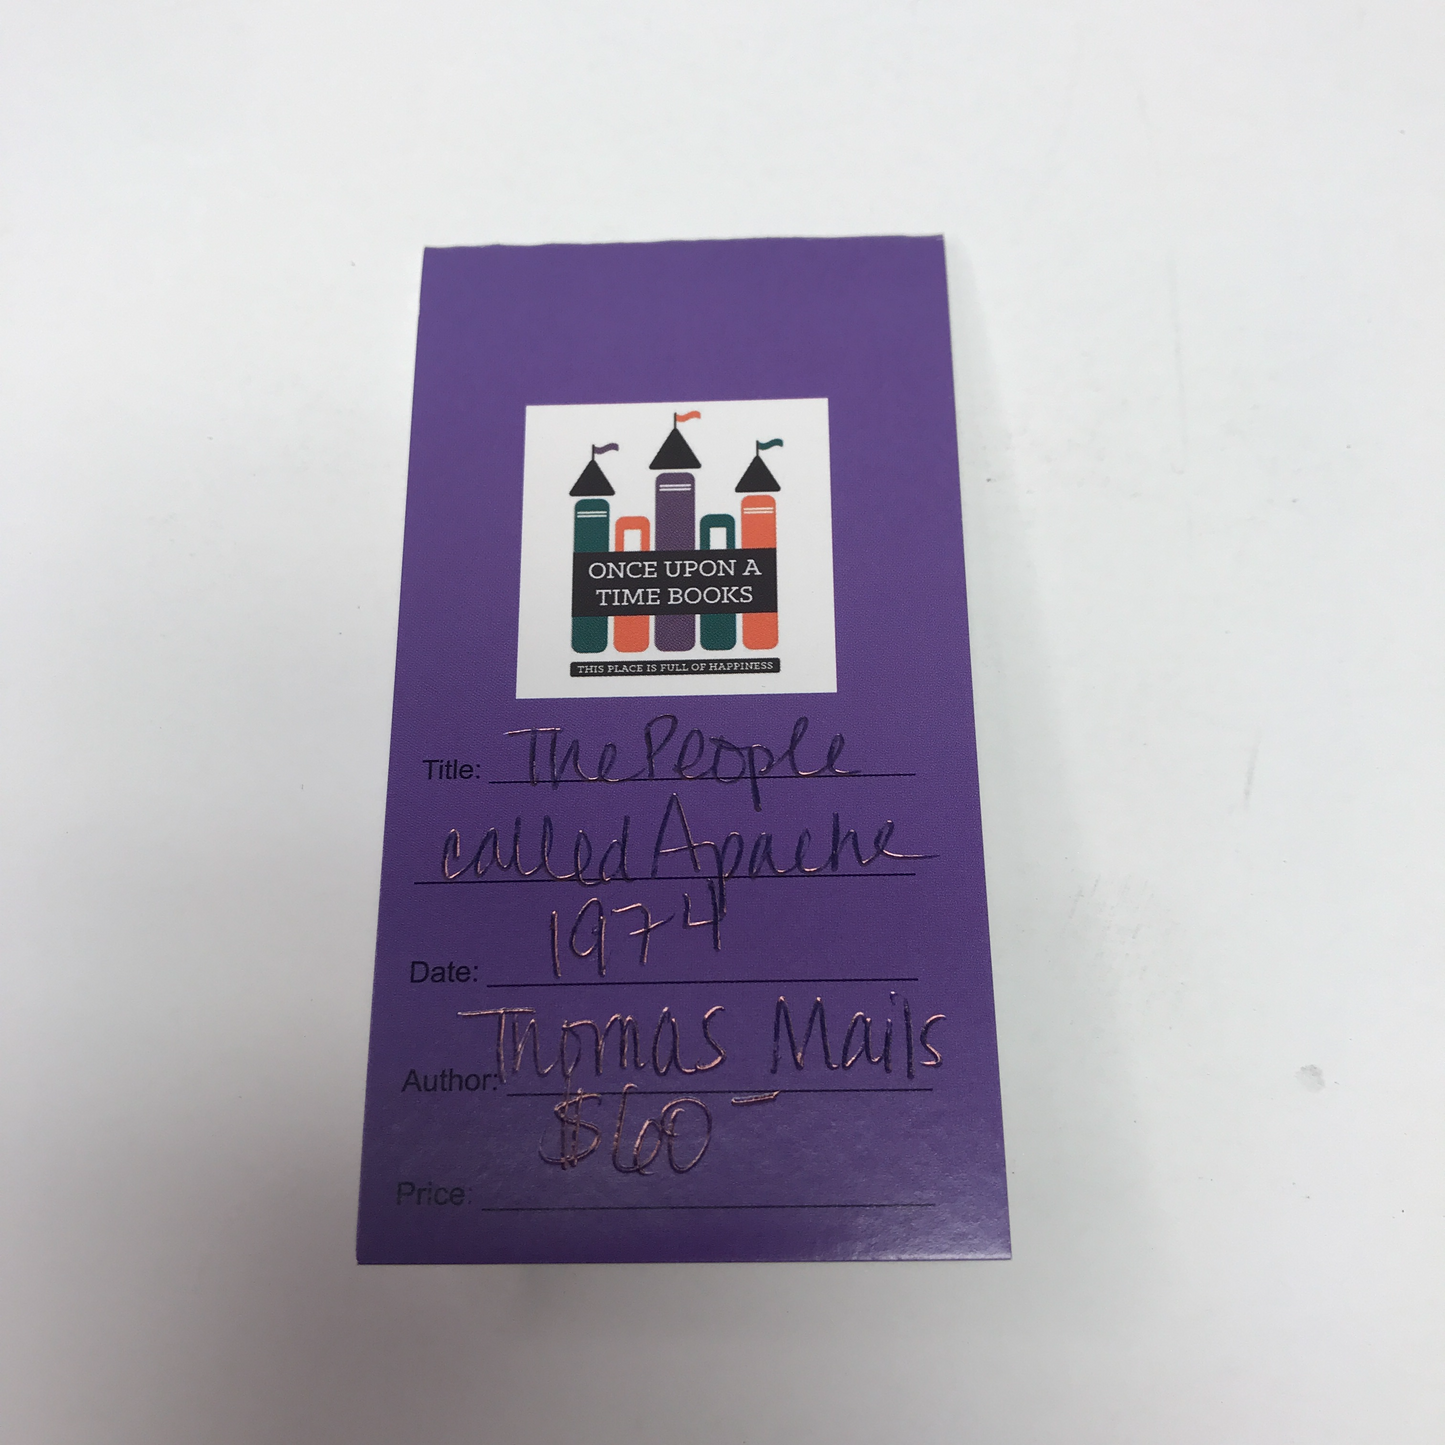 ONCE UPON A
TIME BOOKS
THIS PLACE IS FULL OF HAPPINESS
Title: The People
called Apache
Date: 1974
Author: Thomas Mails
Price: $60-